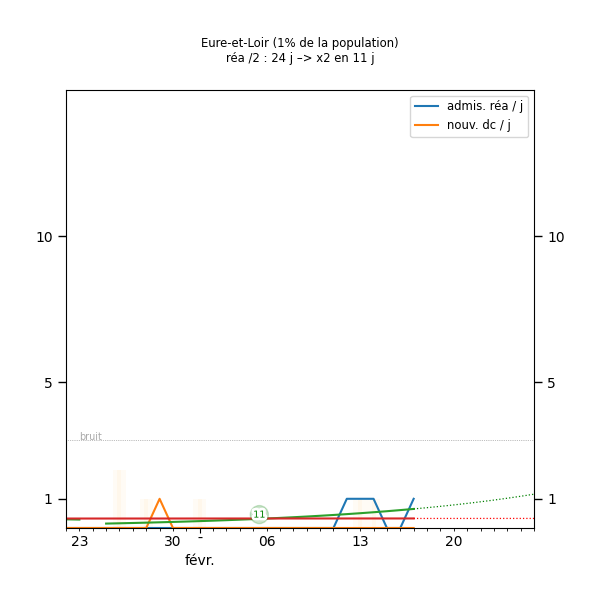 Eure-et-Loir (1% de la population)
réa /2 : 24 j –> x2 en 11 j
admis. réa / j
nouv. dc / j
10
10
5
5
bruit
1
1
11
23
30
-
06
13
20
févr.